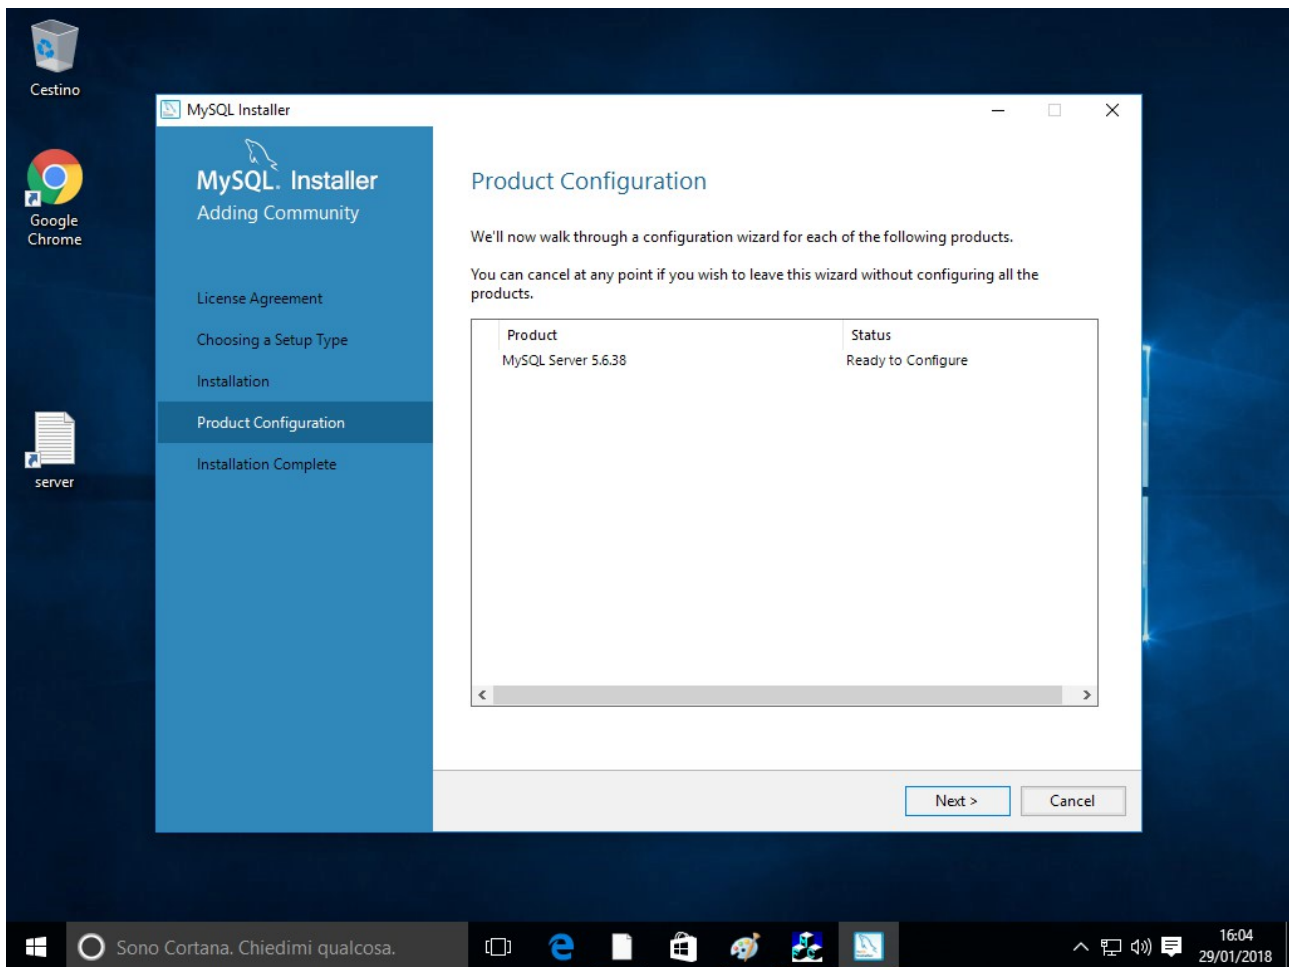 Cestino
Google
Chrome
server
MySQL Installer
MySQL. Installer
Adding Community
License Agreement
Choosing a Setup Type
Installation
Product Configuration
Installation Complete
Product Configuration
We'll now walk through a configuration wizard for each of the following products.
You can cancel at any point if you wish to leave this wizard without configuring all the
products.
Product Status
MySQL Server 5.6.38 Ready to Configure
Next > Cancel
Sono Cortana. Chiedimi qualcosa.
16:04
29/01/2018